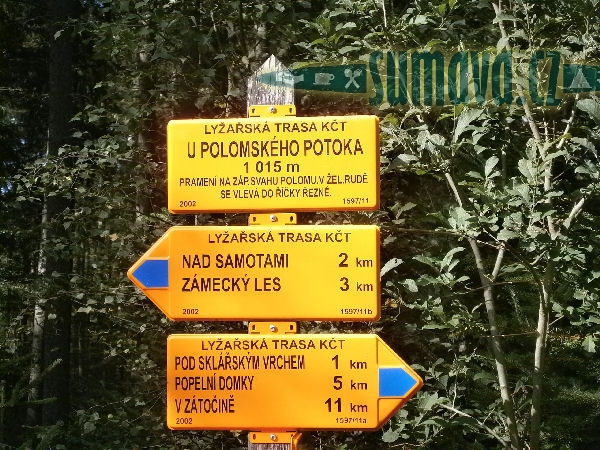 sumava.cz
LYŽAŘSKÁ TRASA KČT
U POLOMSKÉHO POTOKA
1 015 m
PRAMENÍ NA ZÁP.SVAHU POLOMU.V ŽEL.RUDĚ
SE VLÉVÁ DO ŘÍČKY ŘEZNÉ.
2002 1597/11
LYŽAŘSKÁ TRASA KČT
NAD SAMOTAMI 2 km
ZÁMECKÝ LES 3 km
2002 1597/11b
LYŽAŘSKÁ TRASA KČT
POD SKLÁŘSKÝM VRCHEM 1 km
POPELNÍ DOMKY 5 km
V ZÁTOČINĚ 11 km
2002 1597/11a